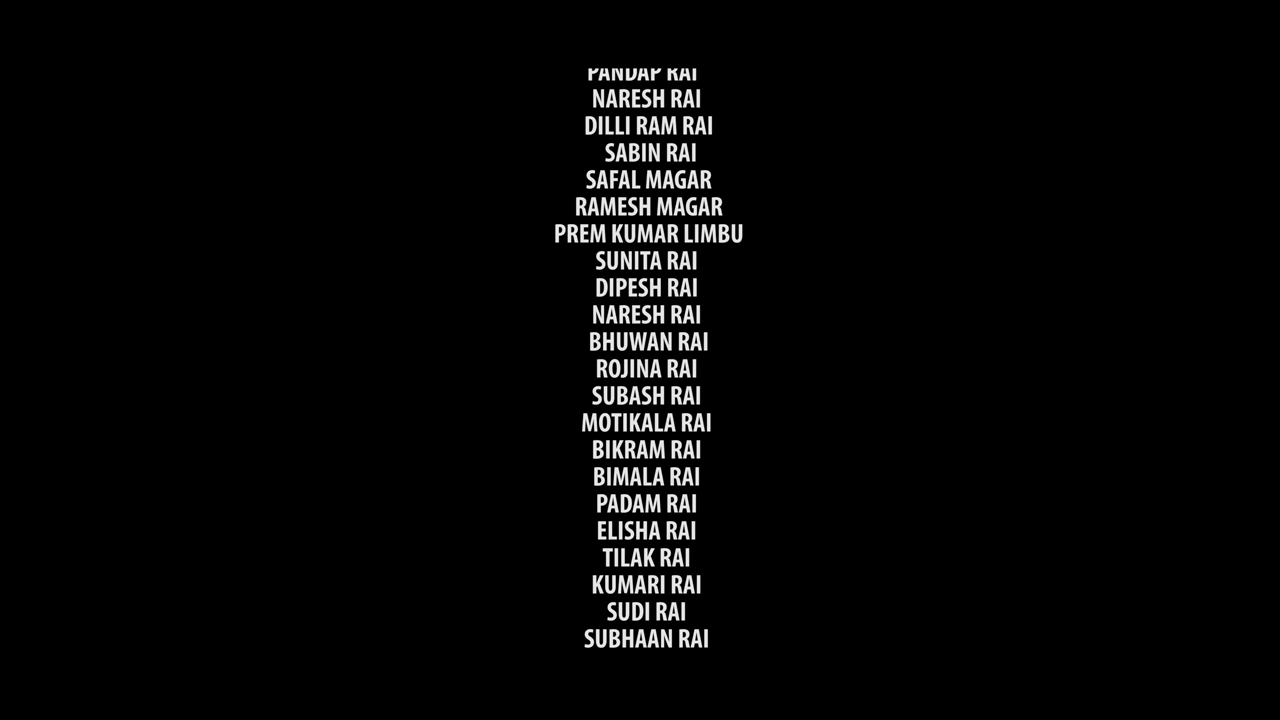 PANDAP RAI
NARESH RAI
DILLI RAM RAI
SABIN RAI
SAFAL MAGAR
RAMESH MAGAR
PREM KUMAR LIMBU
SUNITA RAI
DIPESH RAI
NARESH RAI
BHUWAN RAI
ROJINA RAI
SUBASH RAI
MOTIKALA RAI
BIKRAM RAI
BIMALA RAI
PADAM RAI
ELISHA RAI
TILAK RAI
KUMARI RAI
SUDI RAI
SUBHAAN RAI